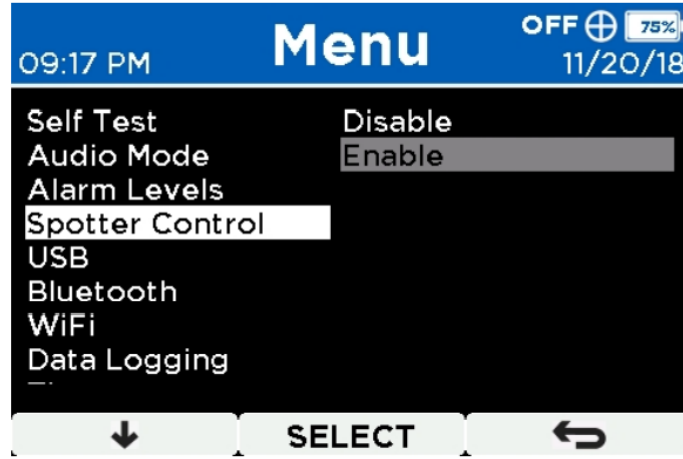 OFF 75%
Menu
09:17 PM 11/20/18
Self Test Disable
Audio Mode Enable
Alarm Levels
Spotter Control
USB
Bluetooth
WiFi
Data Logging
SELECT